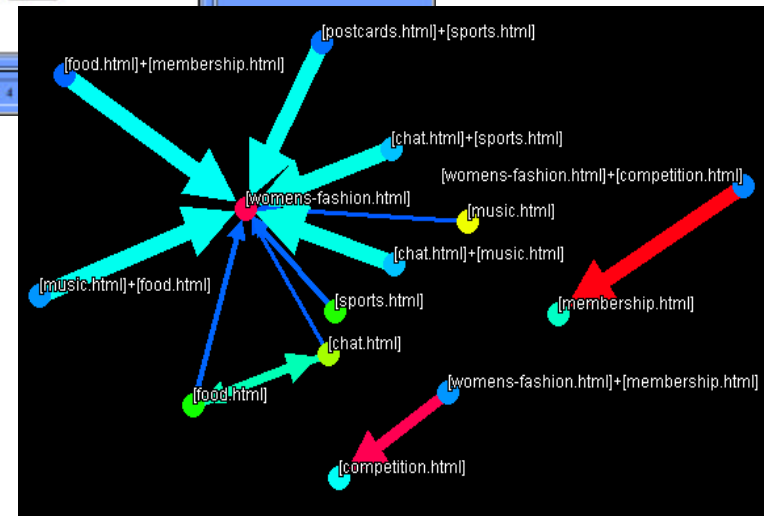 [postcards.html]+[sports.html]
[food.html]+[membership.html]
4
[chat.html]+[sports.html]
[womens-fashion.html]+[competition.html]
[womens-fashion.html]
[music.html]
[chat.html]+[music.html]
[music.html]+[food.html]
[sports.html]
[membership.html]
[chat.html]
[womens-fashion.html]+[membership.html]
[food.html]
[competition.html]